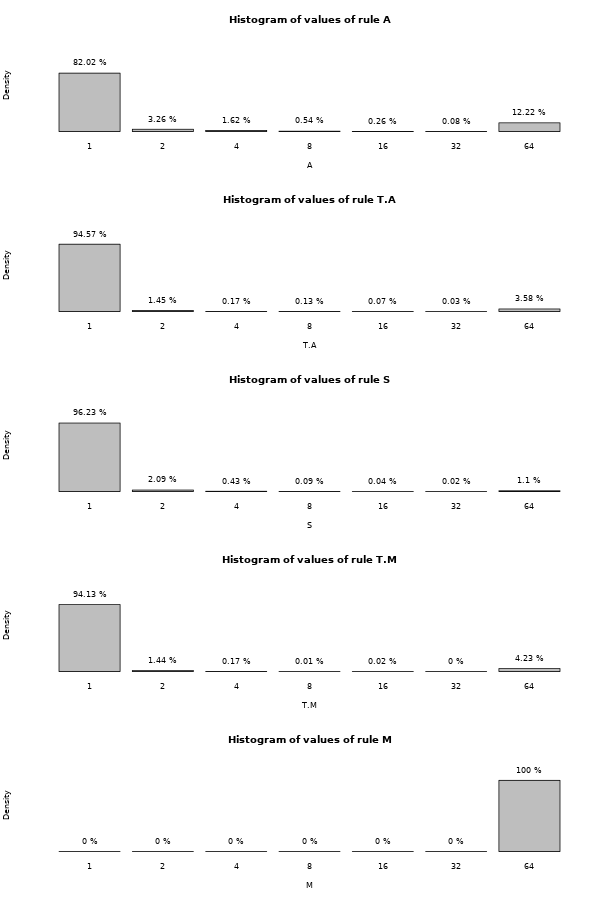 Histogram of values of rule A
Density
82.02 %
3.26 %
1.62 %
0.54 %
0.26 %
0.08 %
12.22 %
1 2 4 8 16 32 64
A
Histogram of values of rule T.A
Density
94.57 %
1.45 %
0.17 %
0.13 %
0.07 %
0.03 %
3.58 %
1 2 4 8 16 32 64
T.A
Histogram of values of rule S
Density
96.23 %
2.09 %
0.43 %
0.09 %
0.04 %
0.02 %
1.1 %
1 2 4 8 16 32 64
S
Histogram of values of rule T.M
Density
94.13 %
1.44 %
0.17 %
0.01 %
0.02 %
0 %
4.23 %
1 2 4 8 16 32 64
T.M
Histogram of values of rule M
Density
0 %
0 %
0 %
0 %
0 %
0 %
100 %
1 2 4 8 16 32 64
M